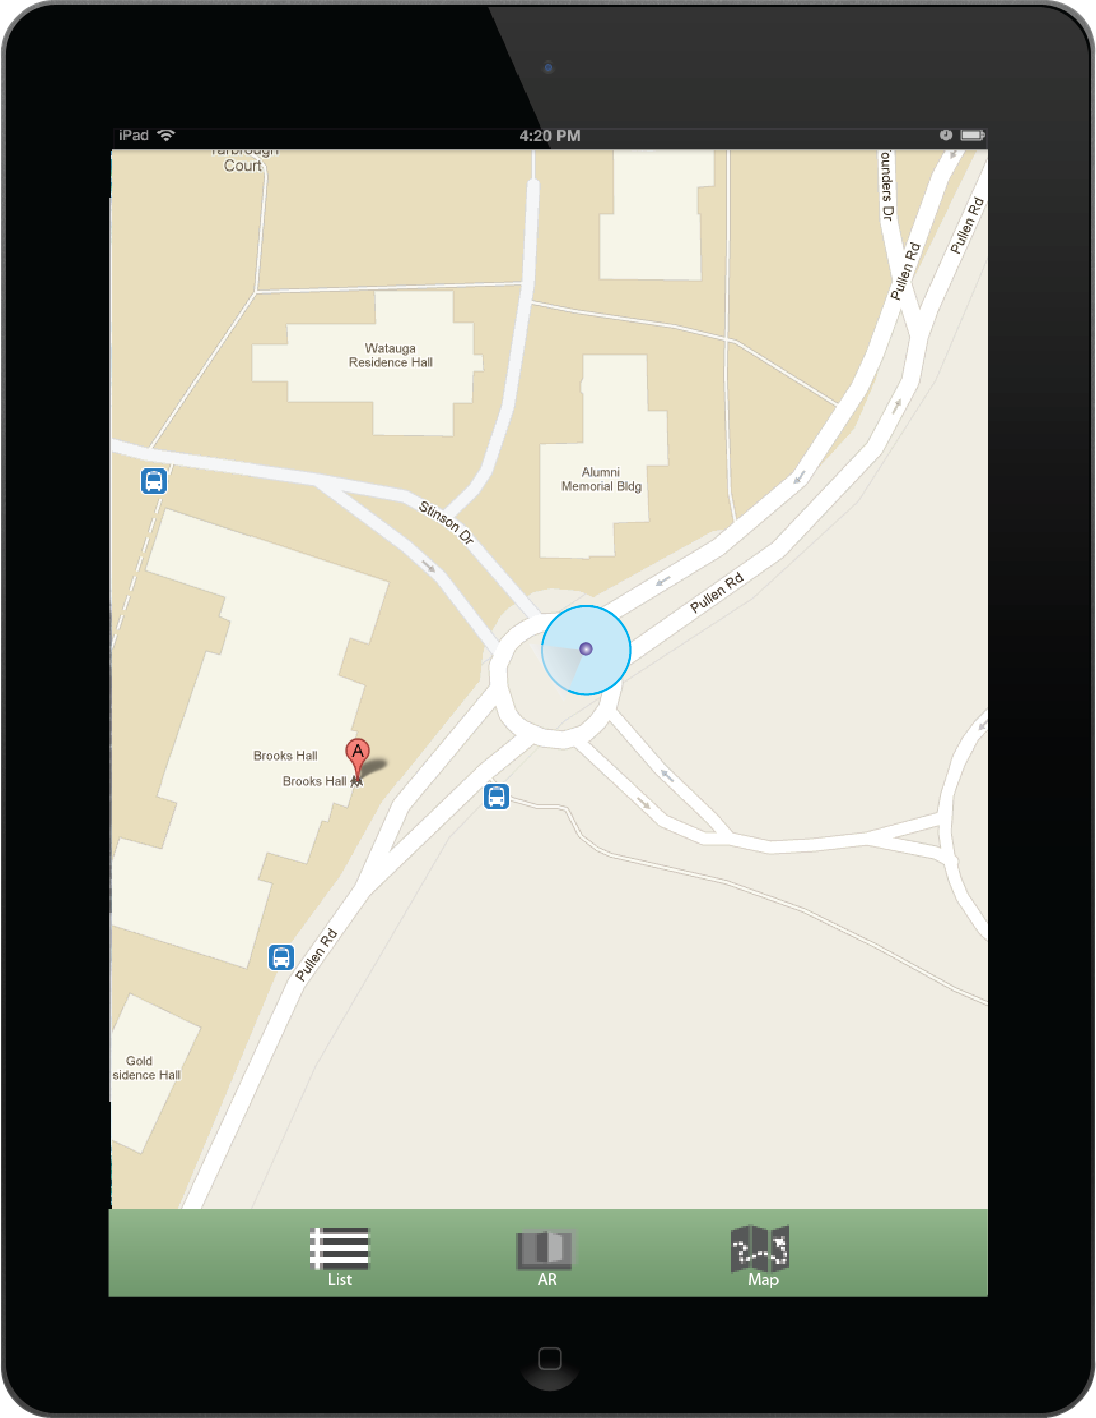 iPad
4:20 PM
Court
ounders Dr
Pullen Rd
Pullen Rd
Watauga
Residence Hall
Alumni
Memorial Bldg
Stinson Dr
Pullen Rd
A
Brooks Hall
Brooks Hall
Pullen Rd
Gold
sidence Hall
List
AR
Map